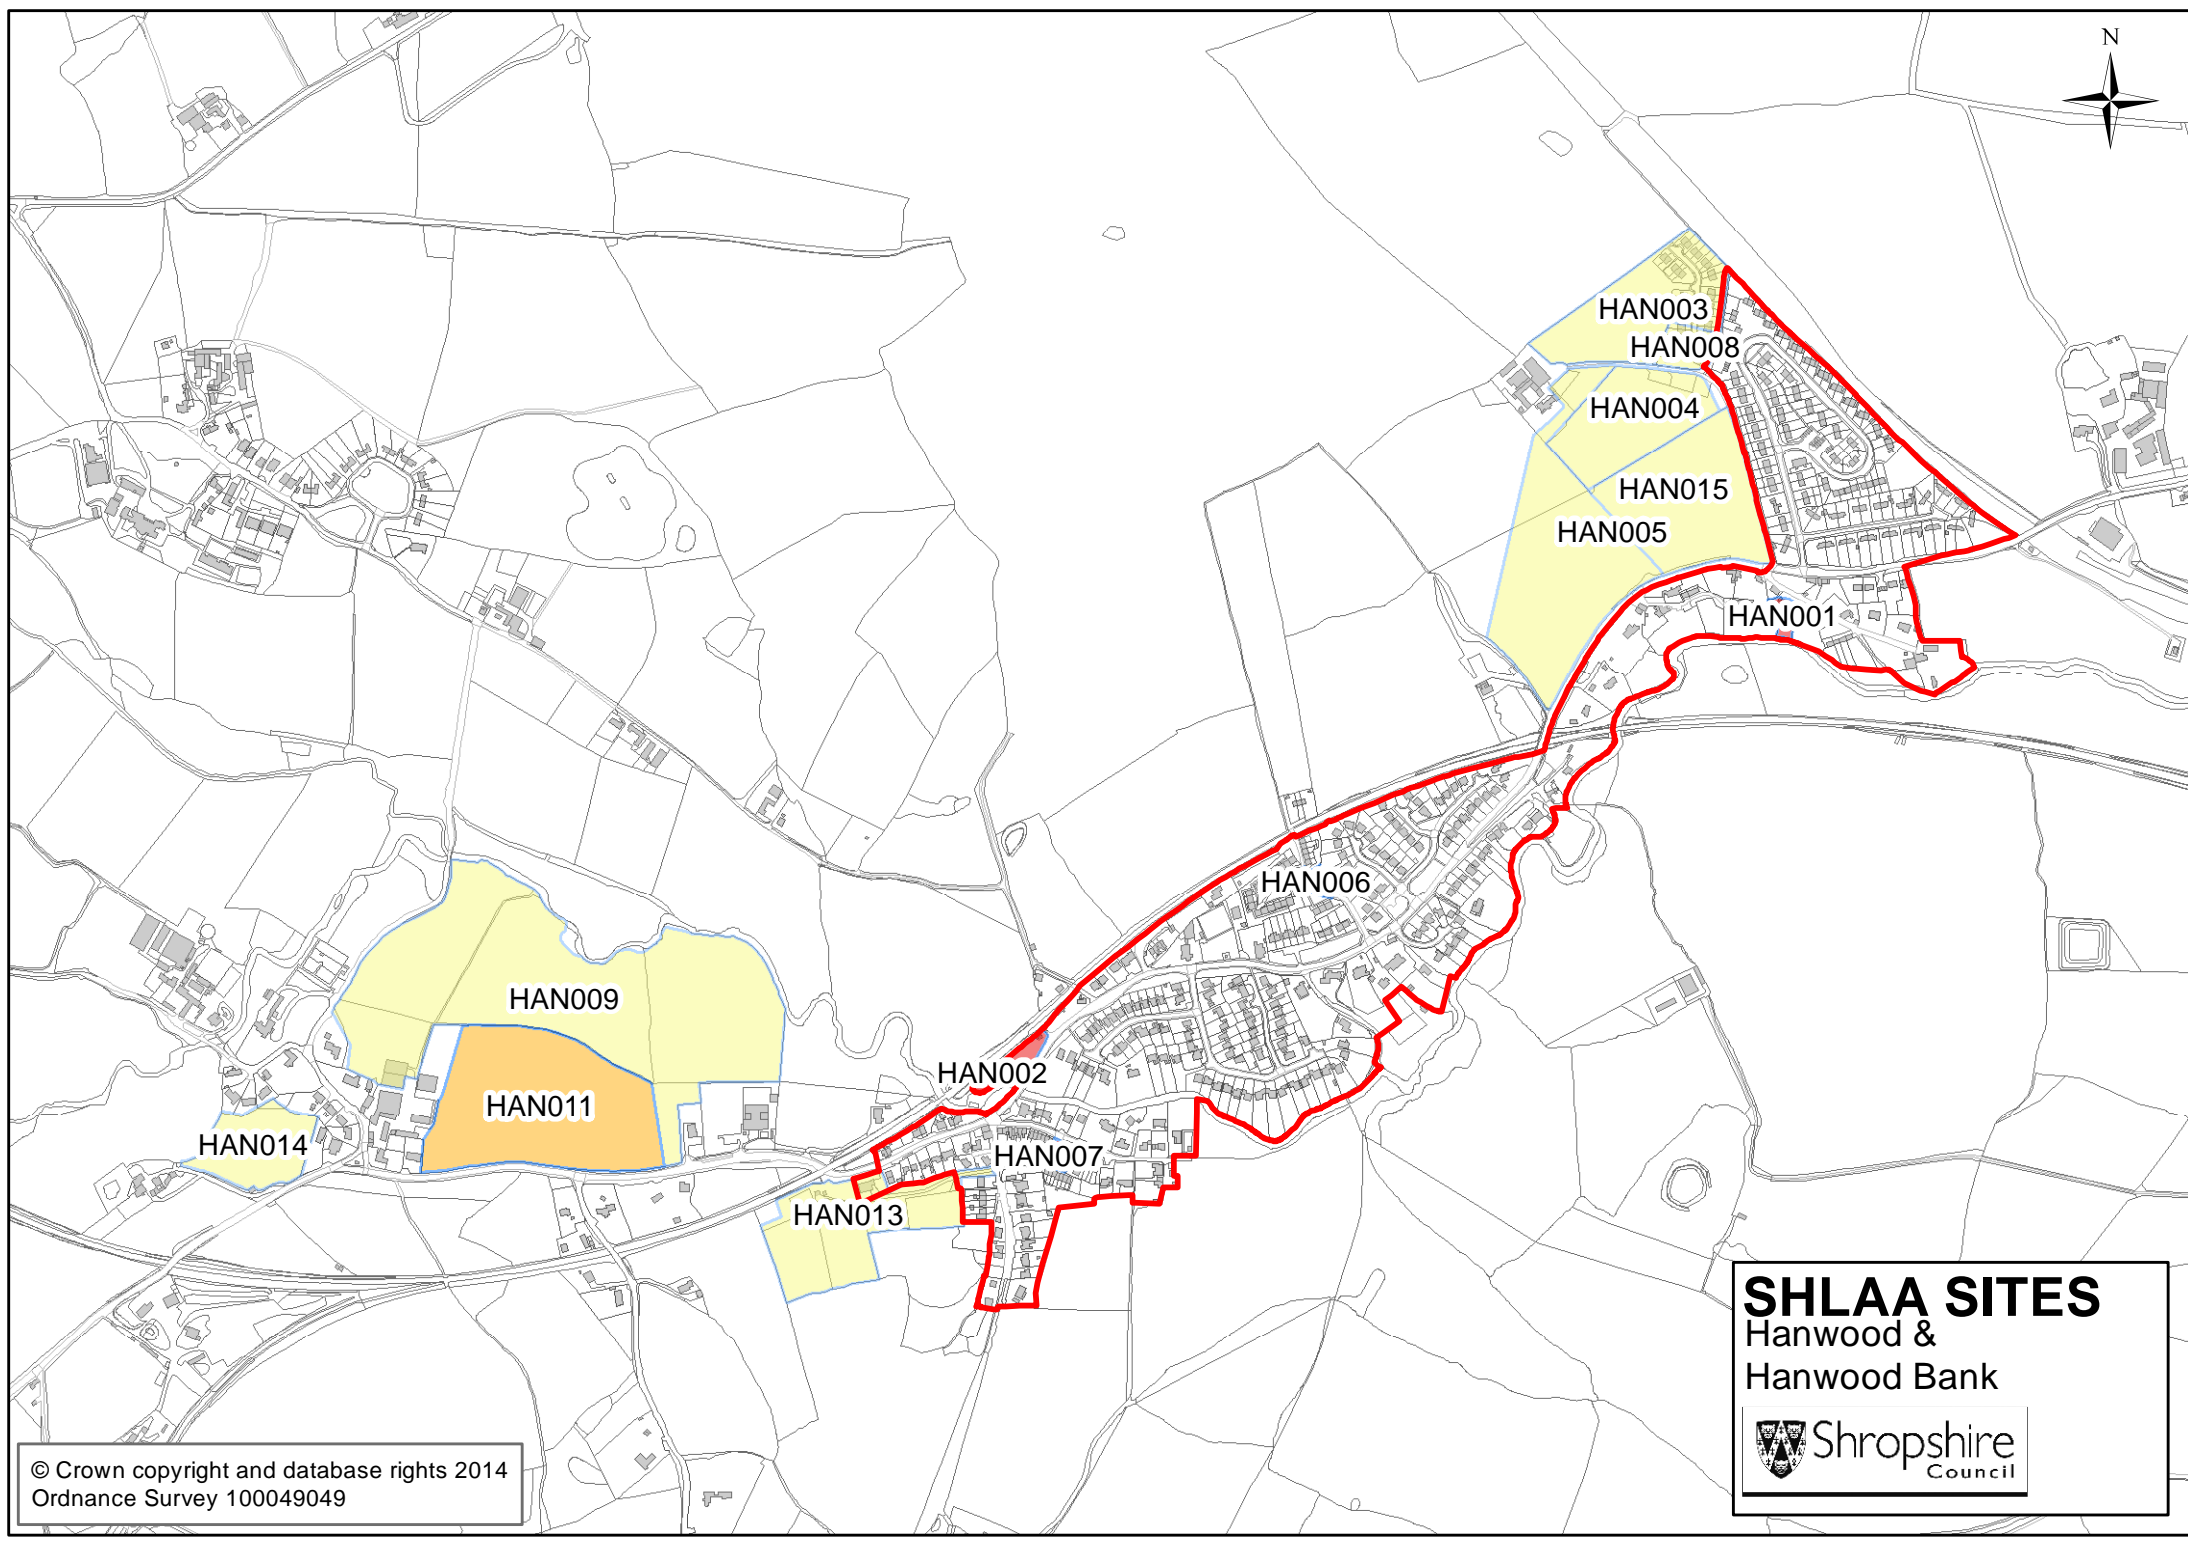 N
HAN003
HAN008
HAN004
HAN015
HAN005
HAN001
HAN006
HAN009
HAN002
HAN011
HAN014
HAN007
HAN013
SHLAA SITES
Hanwood &
Hanwood Bank
Shropshire
Council
© Crown copyright and database rights 2014
Ordnance Survey 100049049